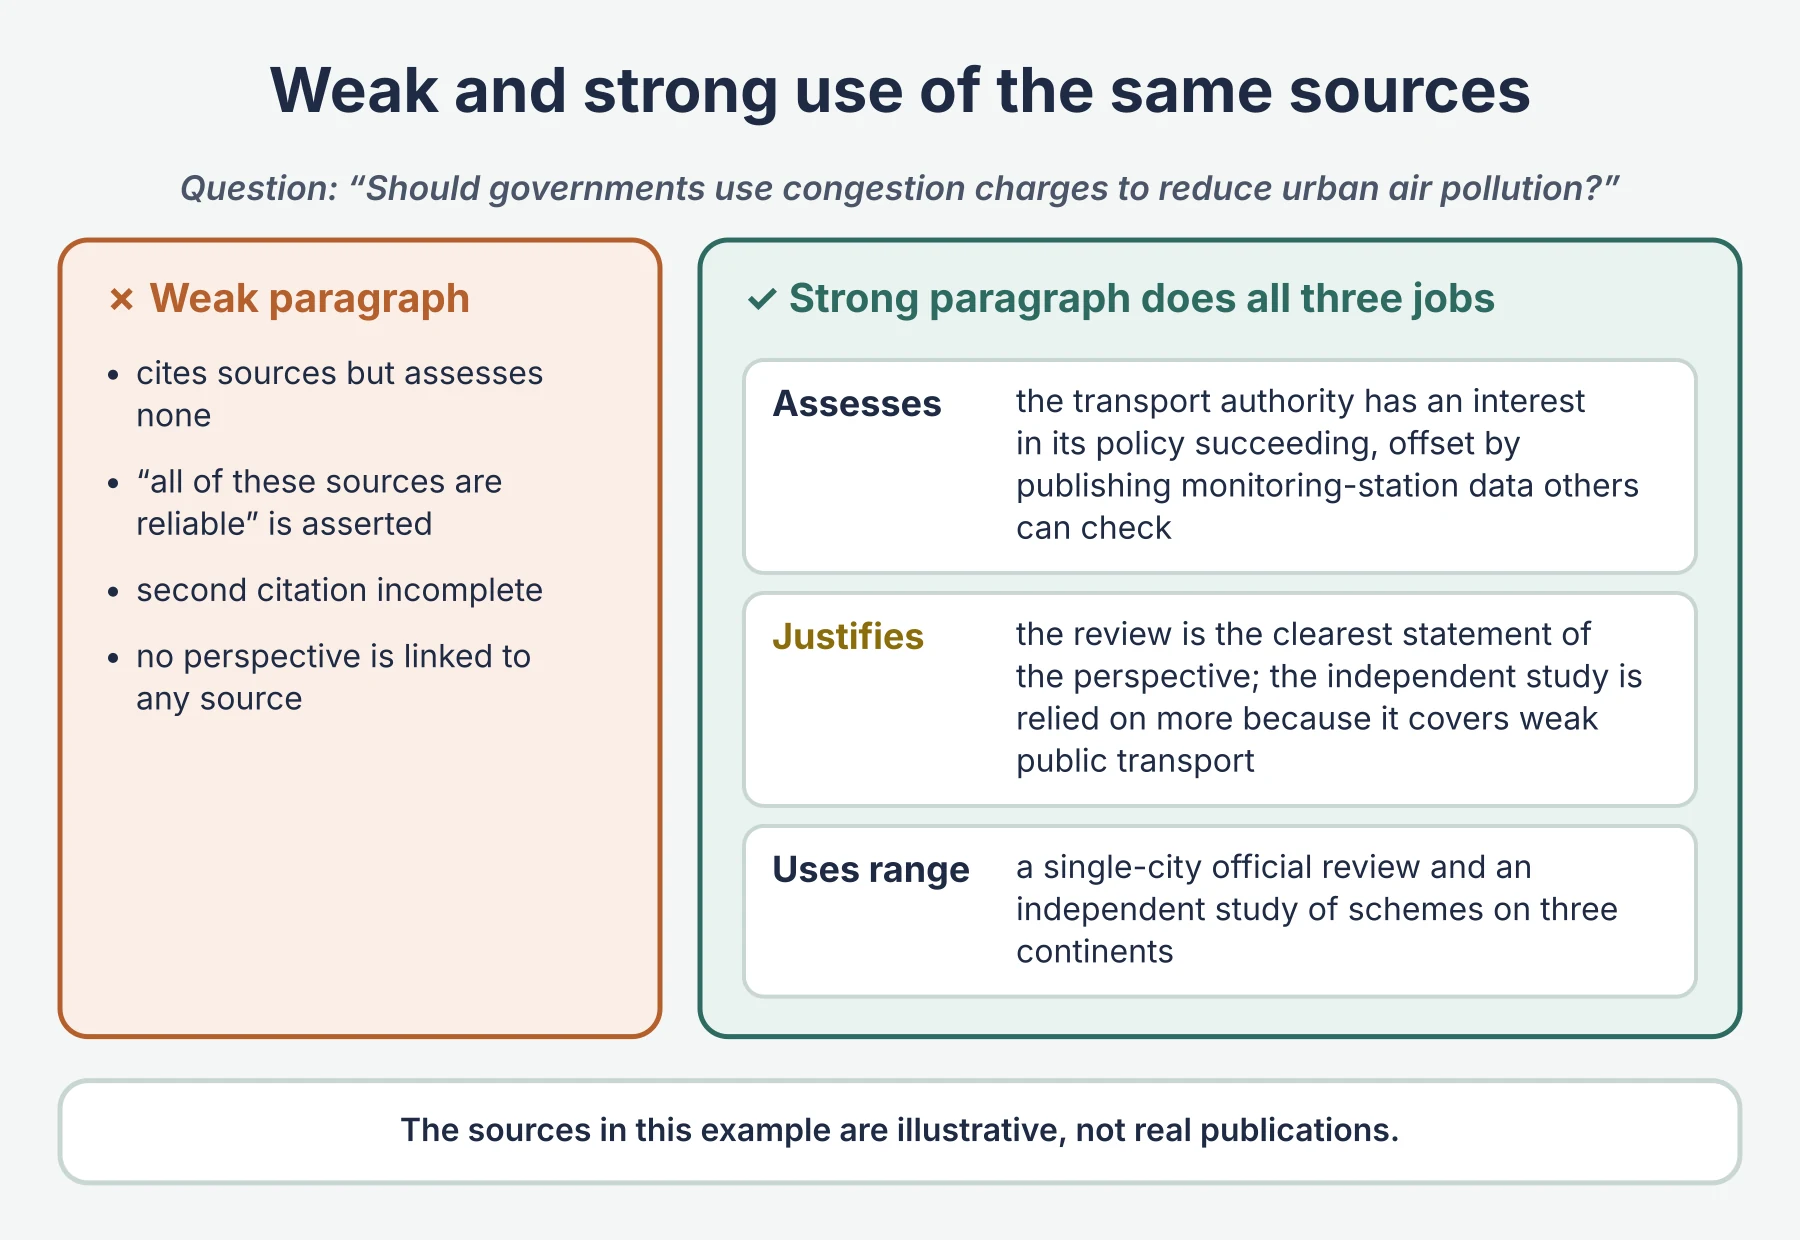 Weak and strong use of the same sources
Question: “Should governments use congestion charges to reduce urban air pollution?”
× Weak paragraph
• cites sources but assesses
none
• “all of these sources are
reliable” is asserted
• second citation incomplete
• no perspective is linked to
any source
✓ Strong paragraph does all three jobs
Assesses
the transport authority has an interest
in its policy succeeding, offset by
publishing monitoring-station data others
can check
Justifies
the review is the clearest statement of
the perspective; the independent study is
relied on more because it covers weak
public transport
Uses range
a single-city official review and an
independent study of schemes on three
continents
The sources in this example are illustrative, not real publications.